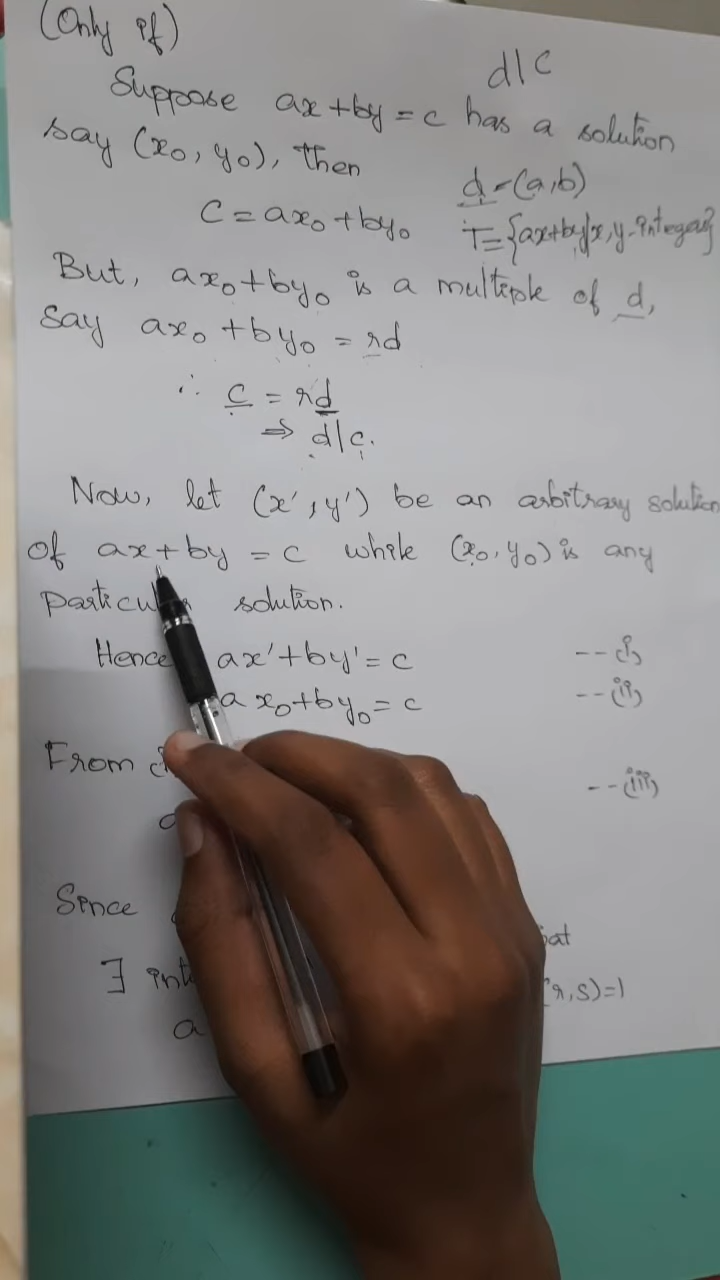 (Only if)
d|c
Suppose ax+by=c has a solution
say (x₀, y₀), then
d=(a,b)
c=ax₀+by₀
T={ax+by|x,y-integers}
But, ax₀+by₀ is a multiple of d,
say ax₀+by₀ = rd
∴ c = rd
⇒ d|c.
Now, let (x', y') be an arbitrary solution
of ax+by = c while (x₀, y₀) is any
solution.
Hence ax'+by'=c --(i)
ax₀+by₀=c --(ii)
From
--(iii)
Since
∃
(r,s)=1
a